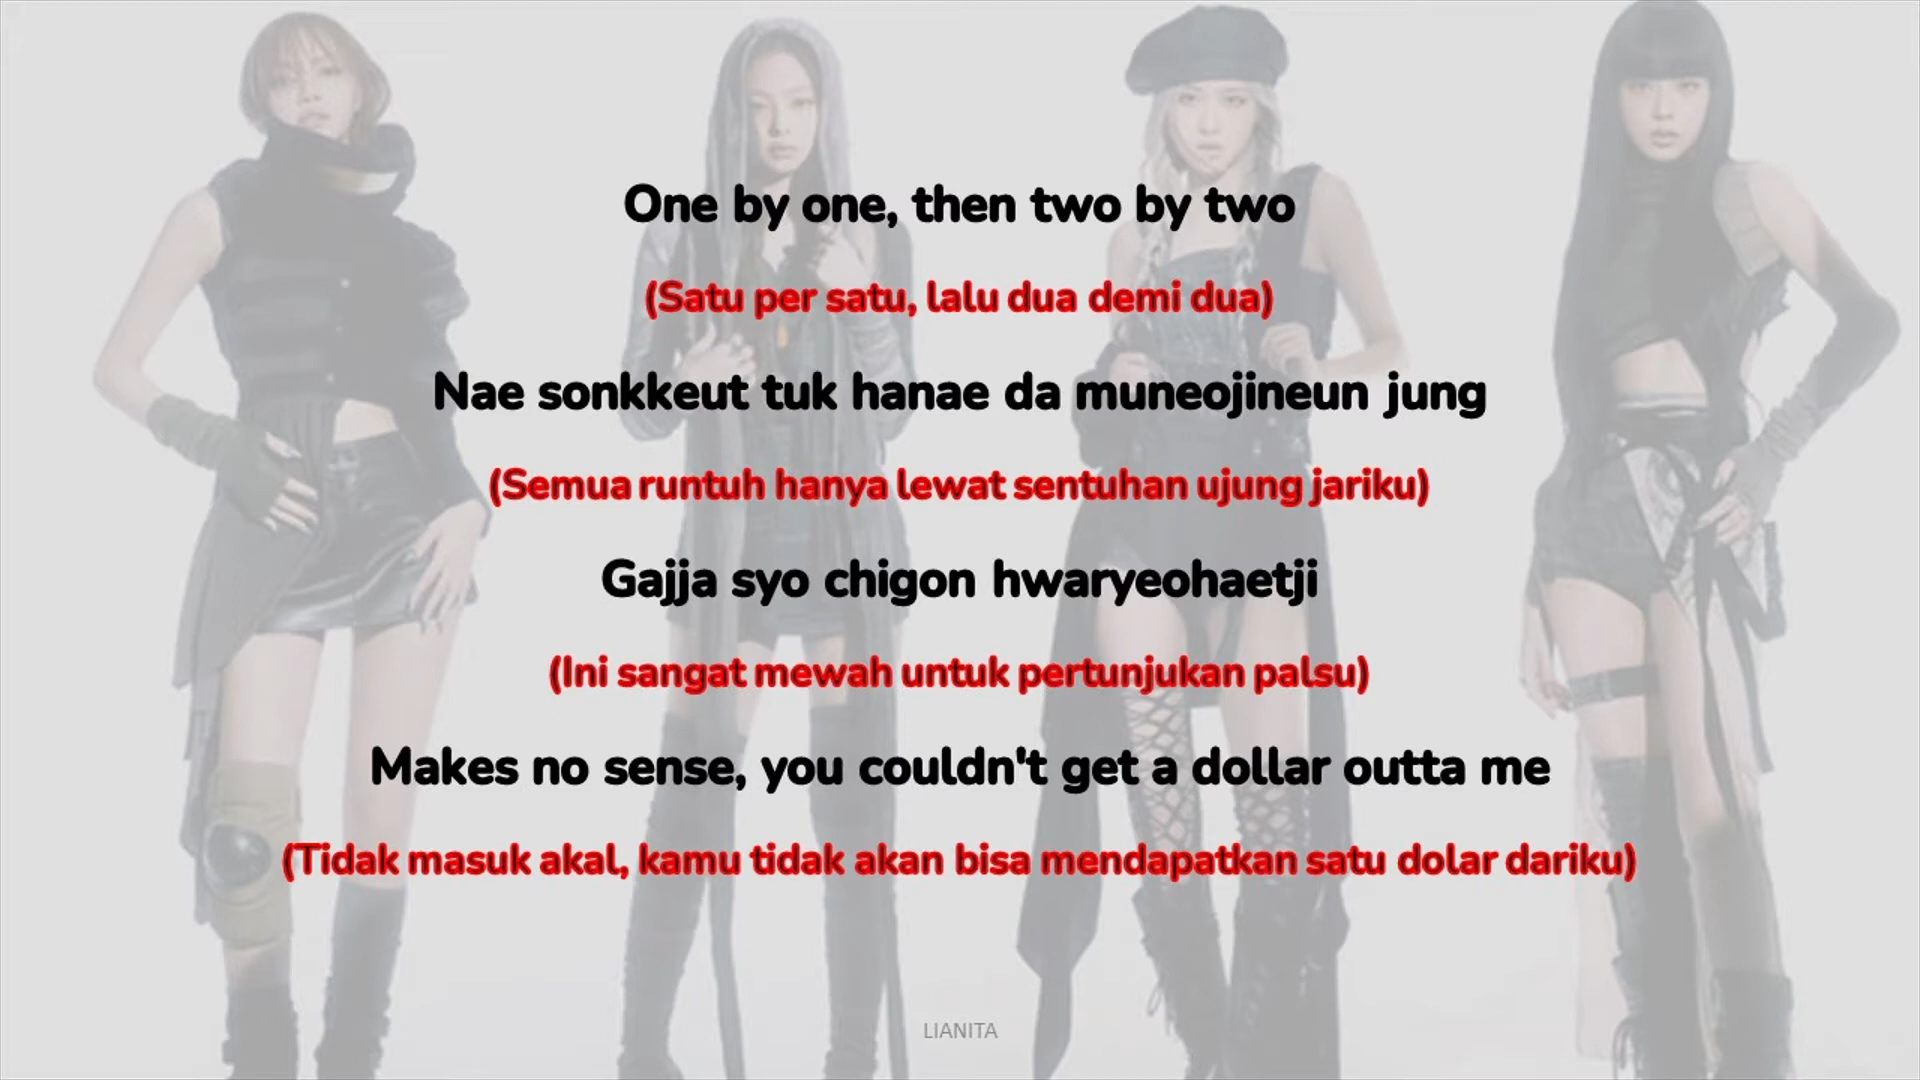 One by one, then two by two
(Satu per satu, lalu dua demi dua)
Nae sonkkeut tuk hanae da muneojineun jung
(Semua runtuh hanya lewat sentuhan ujung jariku)
Gajja syo chigon hwaryeohaetji
(Ini sangat mewah untuk pertunjukan palsu)
Makes no sense, you couldn't get a dollar outta me
(Tidak masuk akal, kamu tidak akan bisa mendapatkan satu dolar dariku)
LIANITA